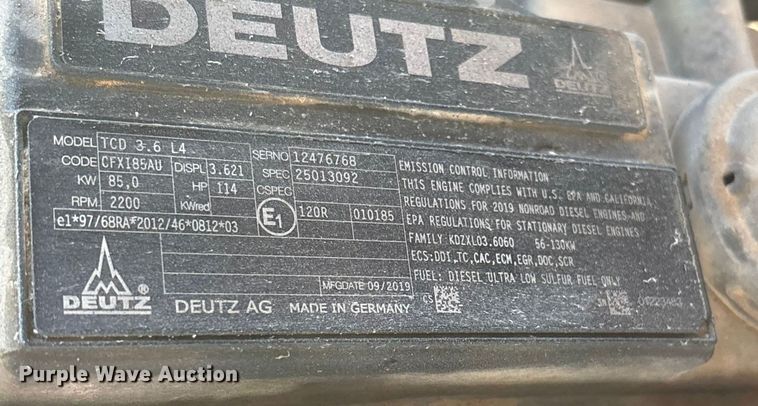 DEUTZ
DEUTZ
MODEL TCD 3.6 L4
CODE CFXI85AU DISPL 3.621
KW 85,0 HP 114
RPM 2200 KWred
e1*97/68RA*2012/46*0812*03
SERNO 12476768
SPEC 25013092
CSPEC
E1 120R 010185
EMISSION CONTROL INFORMATION
THIS ENGINE COMPLIES WITH U.S. EPA AND CALIFORNIA
REGULATIONS FOR 2019 NONROAD DIESEL ENGINES AND
EPA REGULATIONS FOR STATIONARY DIESEL ENGINES
FAMILY KDZXL03.6060 56-130KW
ECS:DDI,TC,CAC,ECM,EGR,DOC,SCR
FUEL: DIESEL ULTRA LOW SULFUR FUEL ONLY
MFGDATE 09/2019
DEUTZ ®
DEUTZ AG MADE IN GERMANY
CS
Purple Wave Auction